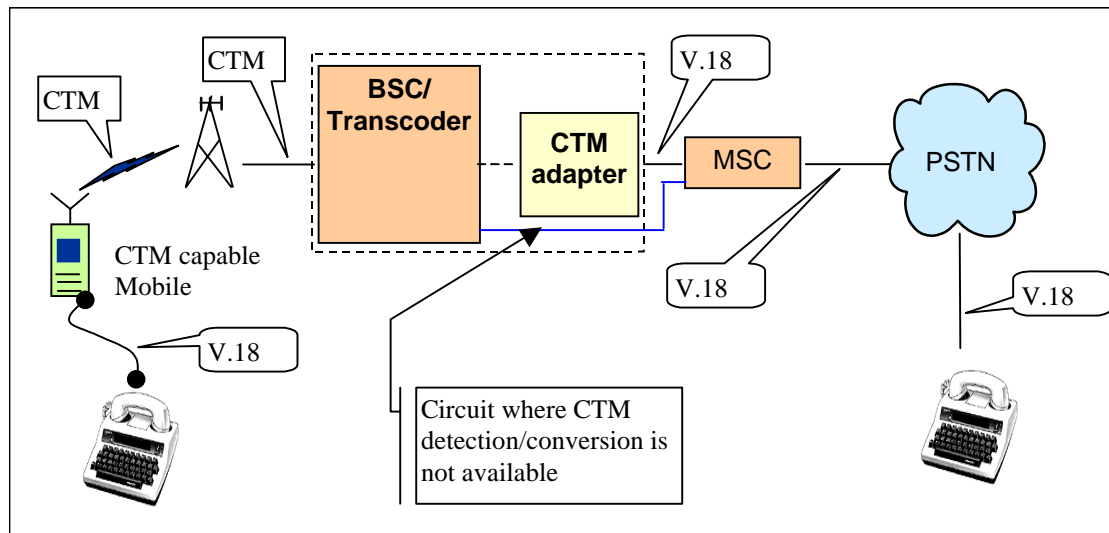 CTM
CTM
BSC/
Transcoder
CTM
adapter
V.18
MSC
PSTN
CTM capable
Mobile
V.18
V.18
V.18
Circuit where CTM
detection/conversion is
not available